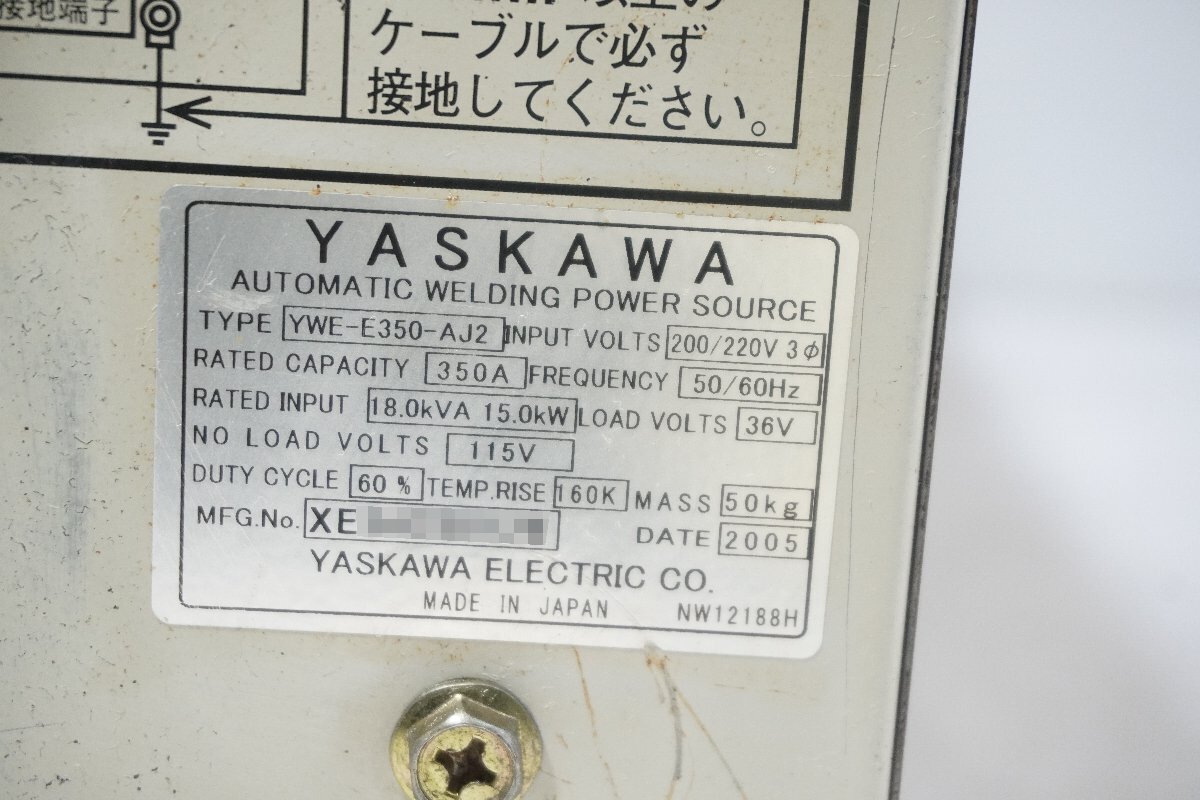 接地端子
ケーブルで必ず
接地してください。
YASKAWA
AUTOMATIC WELDING POWER SOURCE
TYPE YWE-E350-AJ2 INPUT VOLTS 200/220V 3φ
RATED CAPACITY 350A FREQUENCY 50/60Hz
RATED INPUT 18.0kVA 15.0kW LOAD VOLTS 36V
NO LOAD VOLTS 115V
DUTY CYCLE 60 % TEMP.RISE 160K MASS 50kg
MFG.No. XE DATE 2005
YASKAWA ELECTRIC CO.
MADE IN JAPAN NW12188H